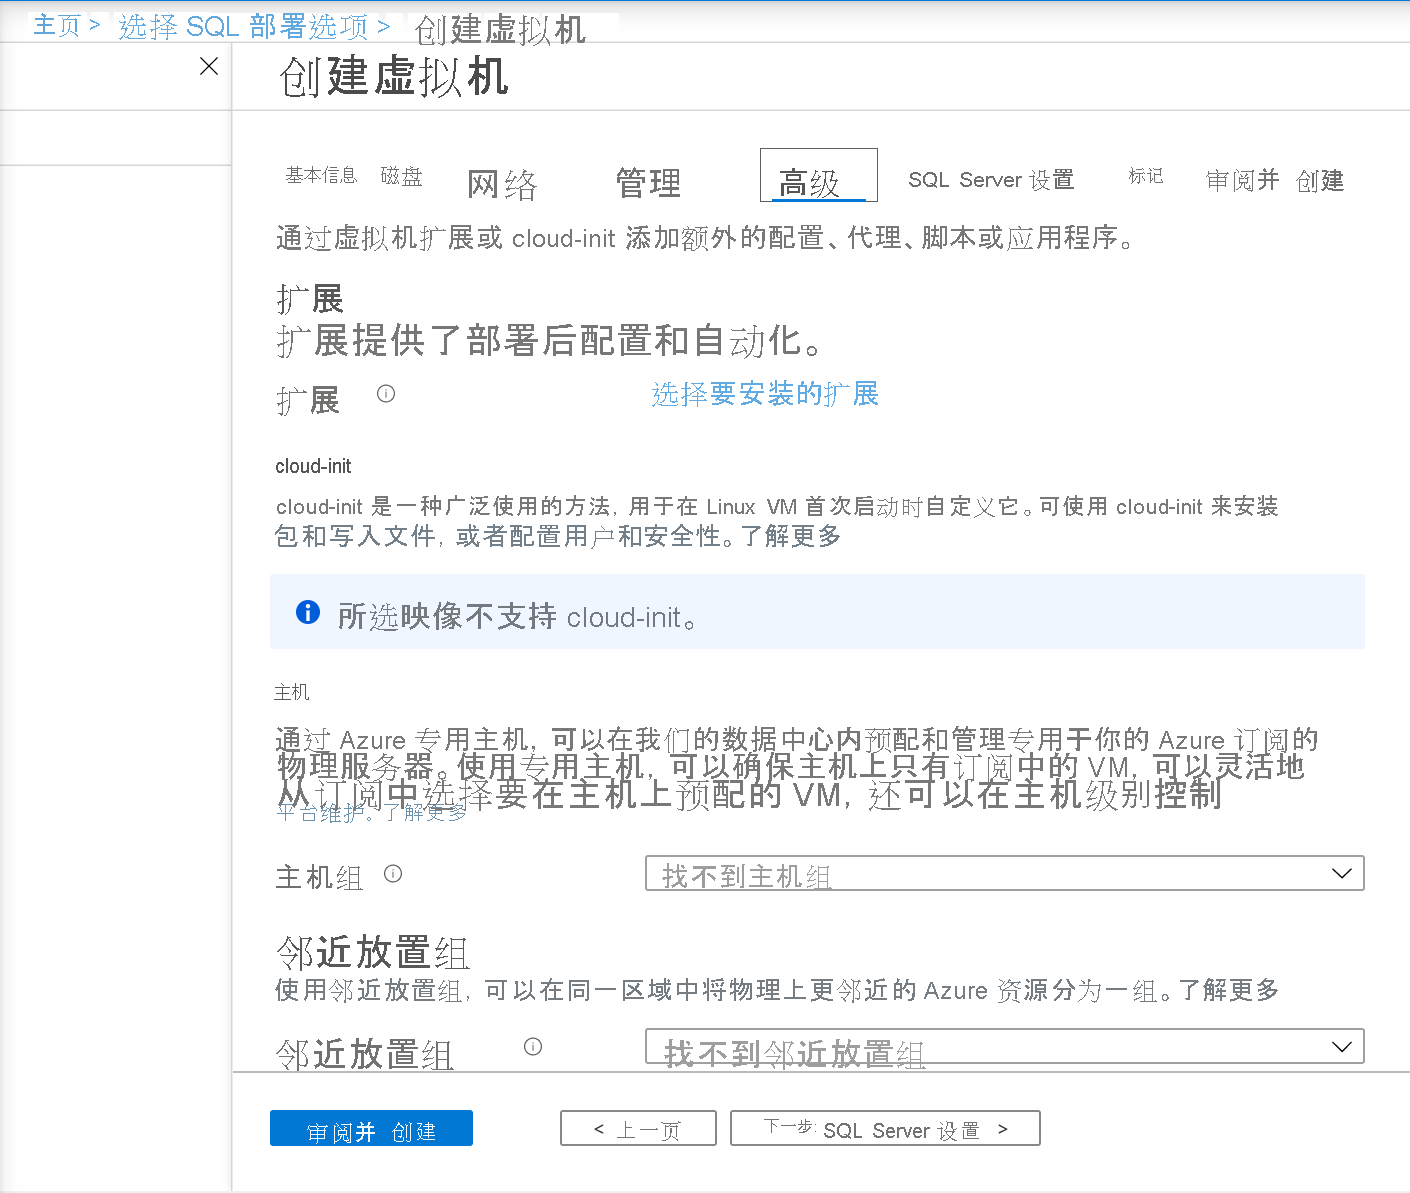 主页 > 选择 SQL 部署选项 > 创建虚拟机
创建虚拟机
基本信息 磁盘 网络 管理 高级 SQL Server 设置 标记 审阅并 创建
通过虚拟机扩展或 cloud-init 添加额外的配置、代理、脚本或应用程序。
扩展
扩展提供了部署后配置和自动化。
扩展 选择要安装的扩展
cloud-init
cloud-init 是一种广泛使用的方法, 用于在 Linux VM 首次启动时自定义它。可使用 cloud-init 来安装
包和写入文件, 或者配置用户和安全性。了解更多
所选映像不支持 cloud-init。
主机
通过 Azure 专用主机, 可以在我们的数据中心内预配和管理专用于你的 Azure 订阅的
物理服务器。使用专用主机, 可以确保主机上只有订阅中的 VM, 可以灵活地
从订阅中选择要在主机上预配的 VM, 还可以在主机级别控制
平台维护。了解更多
主机组 找不到主机组
邻近放置组
使用邻近放置组, 可以在同一区域中将物理上更邻近的 Azure 资源分为一组。了解更多
邻近放置组 找不到邻近放置组
审阅并 创建 < 上一页 下一步: SQL Server 设置 >